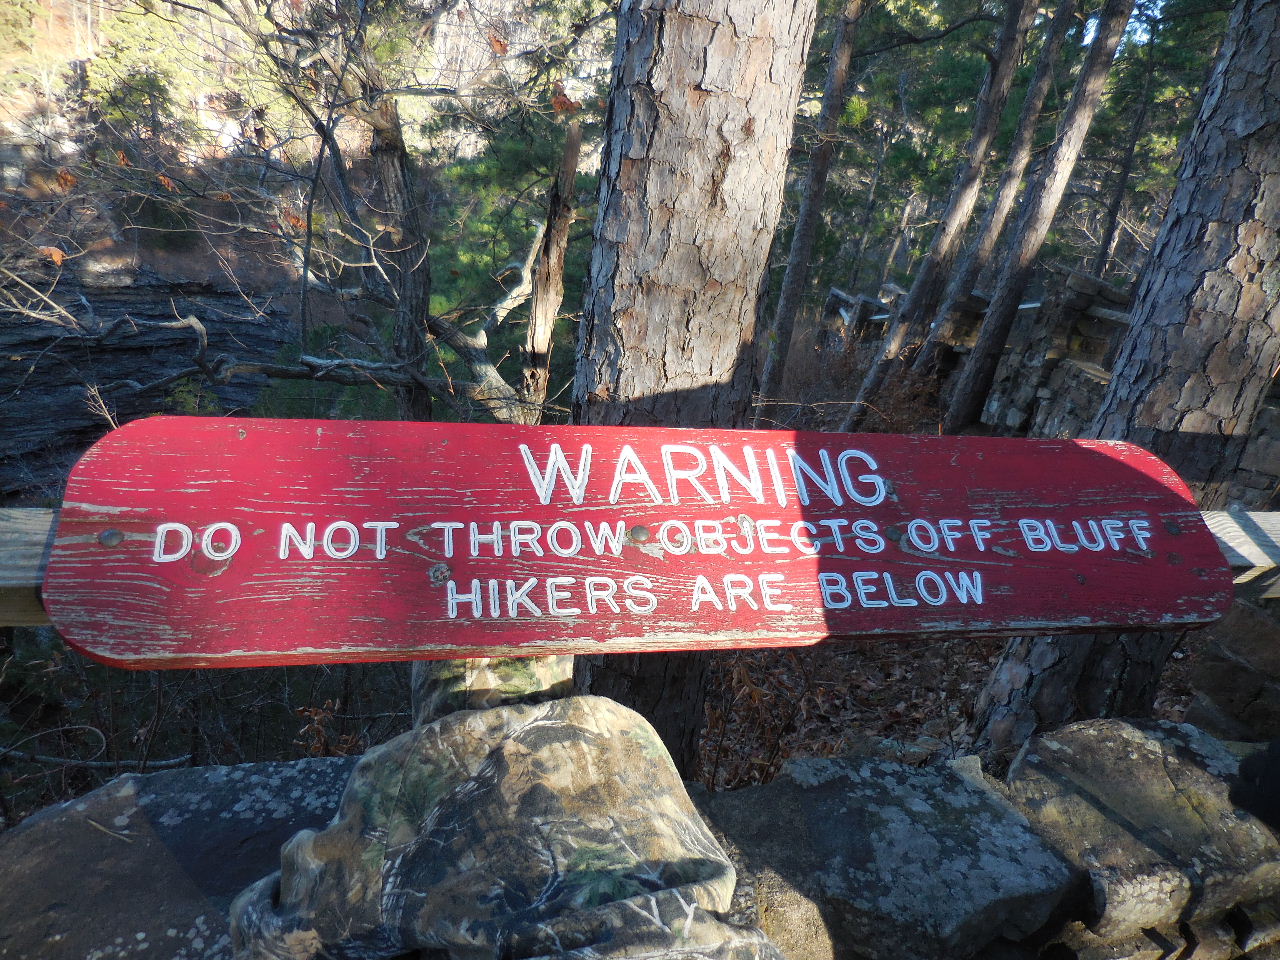 WARNING
DO NOT THROW OBJECTS OFF BLUFF
HIKERS ARE BELOW